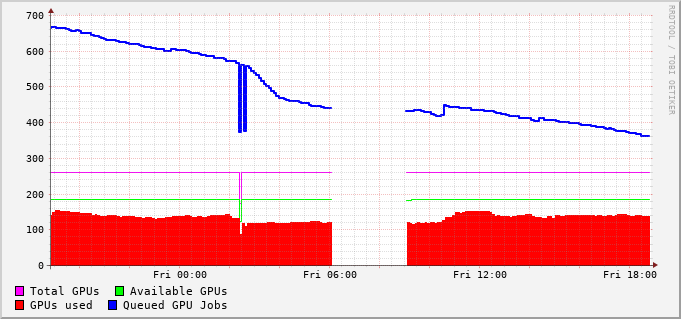 RRDTOOL / TOBI OETIKER
700
600
500
400
300
200
100
0
Fri 00:00 Fri 06:00 Fri 12:00 Fri 18:00
Total GPUs Available GPUs
GPUs used Queued GPU Jobs